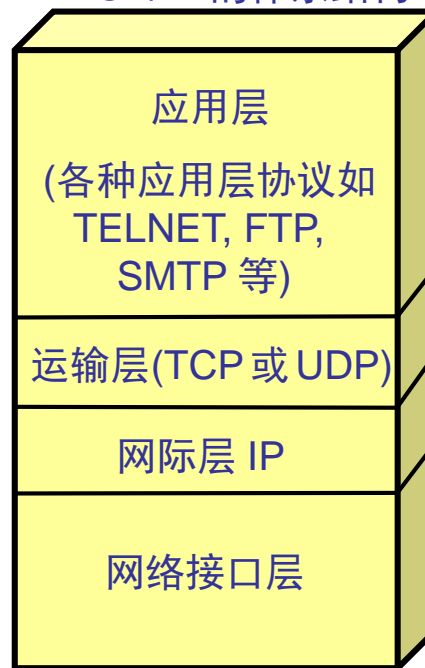 应用层
(各种应用层协议如
TELNET, FTP,
SMTP 等)
运输层(TCP 或 UDP)
网际层 IP
网络接口层